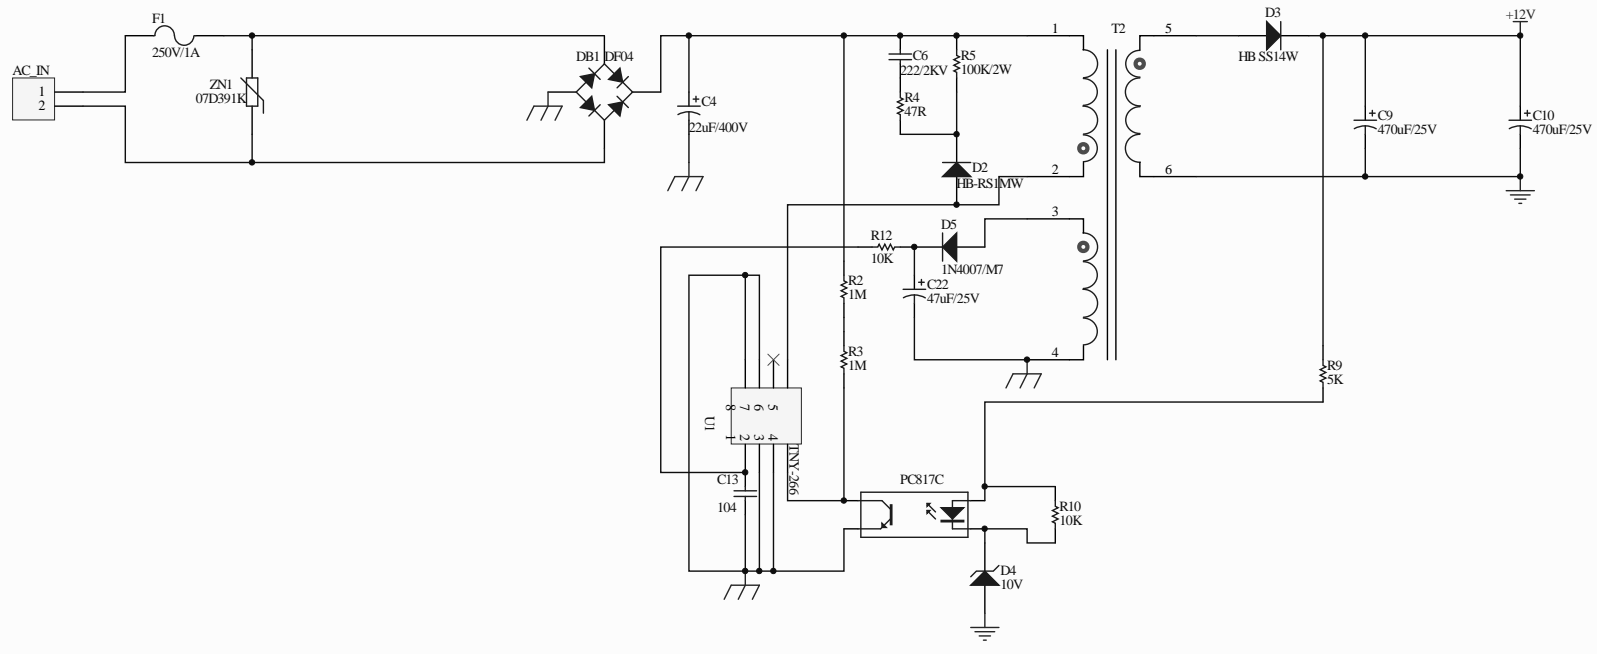 F1
250V/1A
AC_IN
1
2
ZN1
07D391K
DB1 DF04
C4
22uF/400V
C6
222/2KV
R4
47R
R5
100K/2W
D2
HB-RS1MW
1
2
3
4
T2
5
6
D3
HB SS14W
+12V
C9
470uF/25V
C10
470uF/25V
R12
10K
D5
1N4007/M7
C22
47uF/25V
R2
1M
R3
1M
R9
5K
8 7 6 5
1 2 3 4
U1
TNY-266
C13
104
PC817C
R10
10K
D4
10V